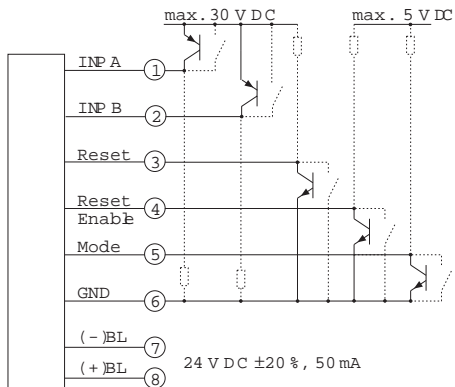 max. 30 V DC
max. 5 V DC
INP A
1
INP B
2
Reset
3
Reset
Enable
4
Mode
5
GND
6
(-)BL
7
24 V DC ±20 %, 50 mA
(+)BL
8